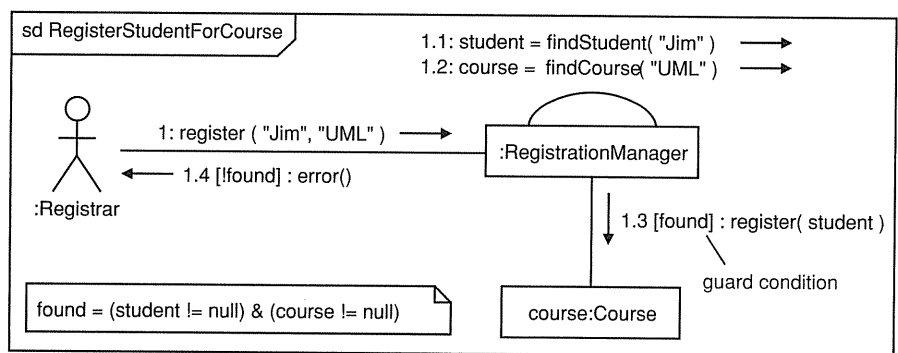 sd RegisterStudentForCourse
1.1: student = findStudent( "Jim" )
1.2: course = findCourse( "UML" )
1: register ( "Jim", "UML" )
:RegistrationManager
1.4 [!found] : error()
:Registrar
1.3 [found] : register( student )
guard condition
found = (student != null) & (course != null)
course:Course